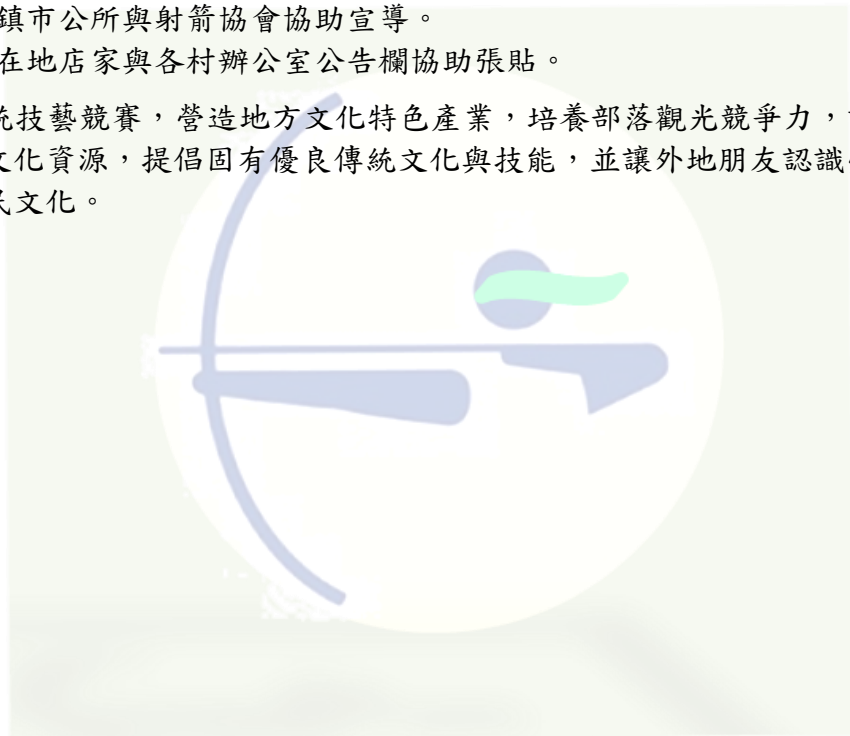 鎮市公所與射箭協會協助宣導。
在地店家與各村辦公室公告欄協助張貼。
統技藝競賽，營造地方文化特色產業，培養部落觀光競爭力，
文化資源，提倡固有優良傳統文化與技能，並讓外地朋友認識
民文化。